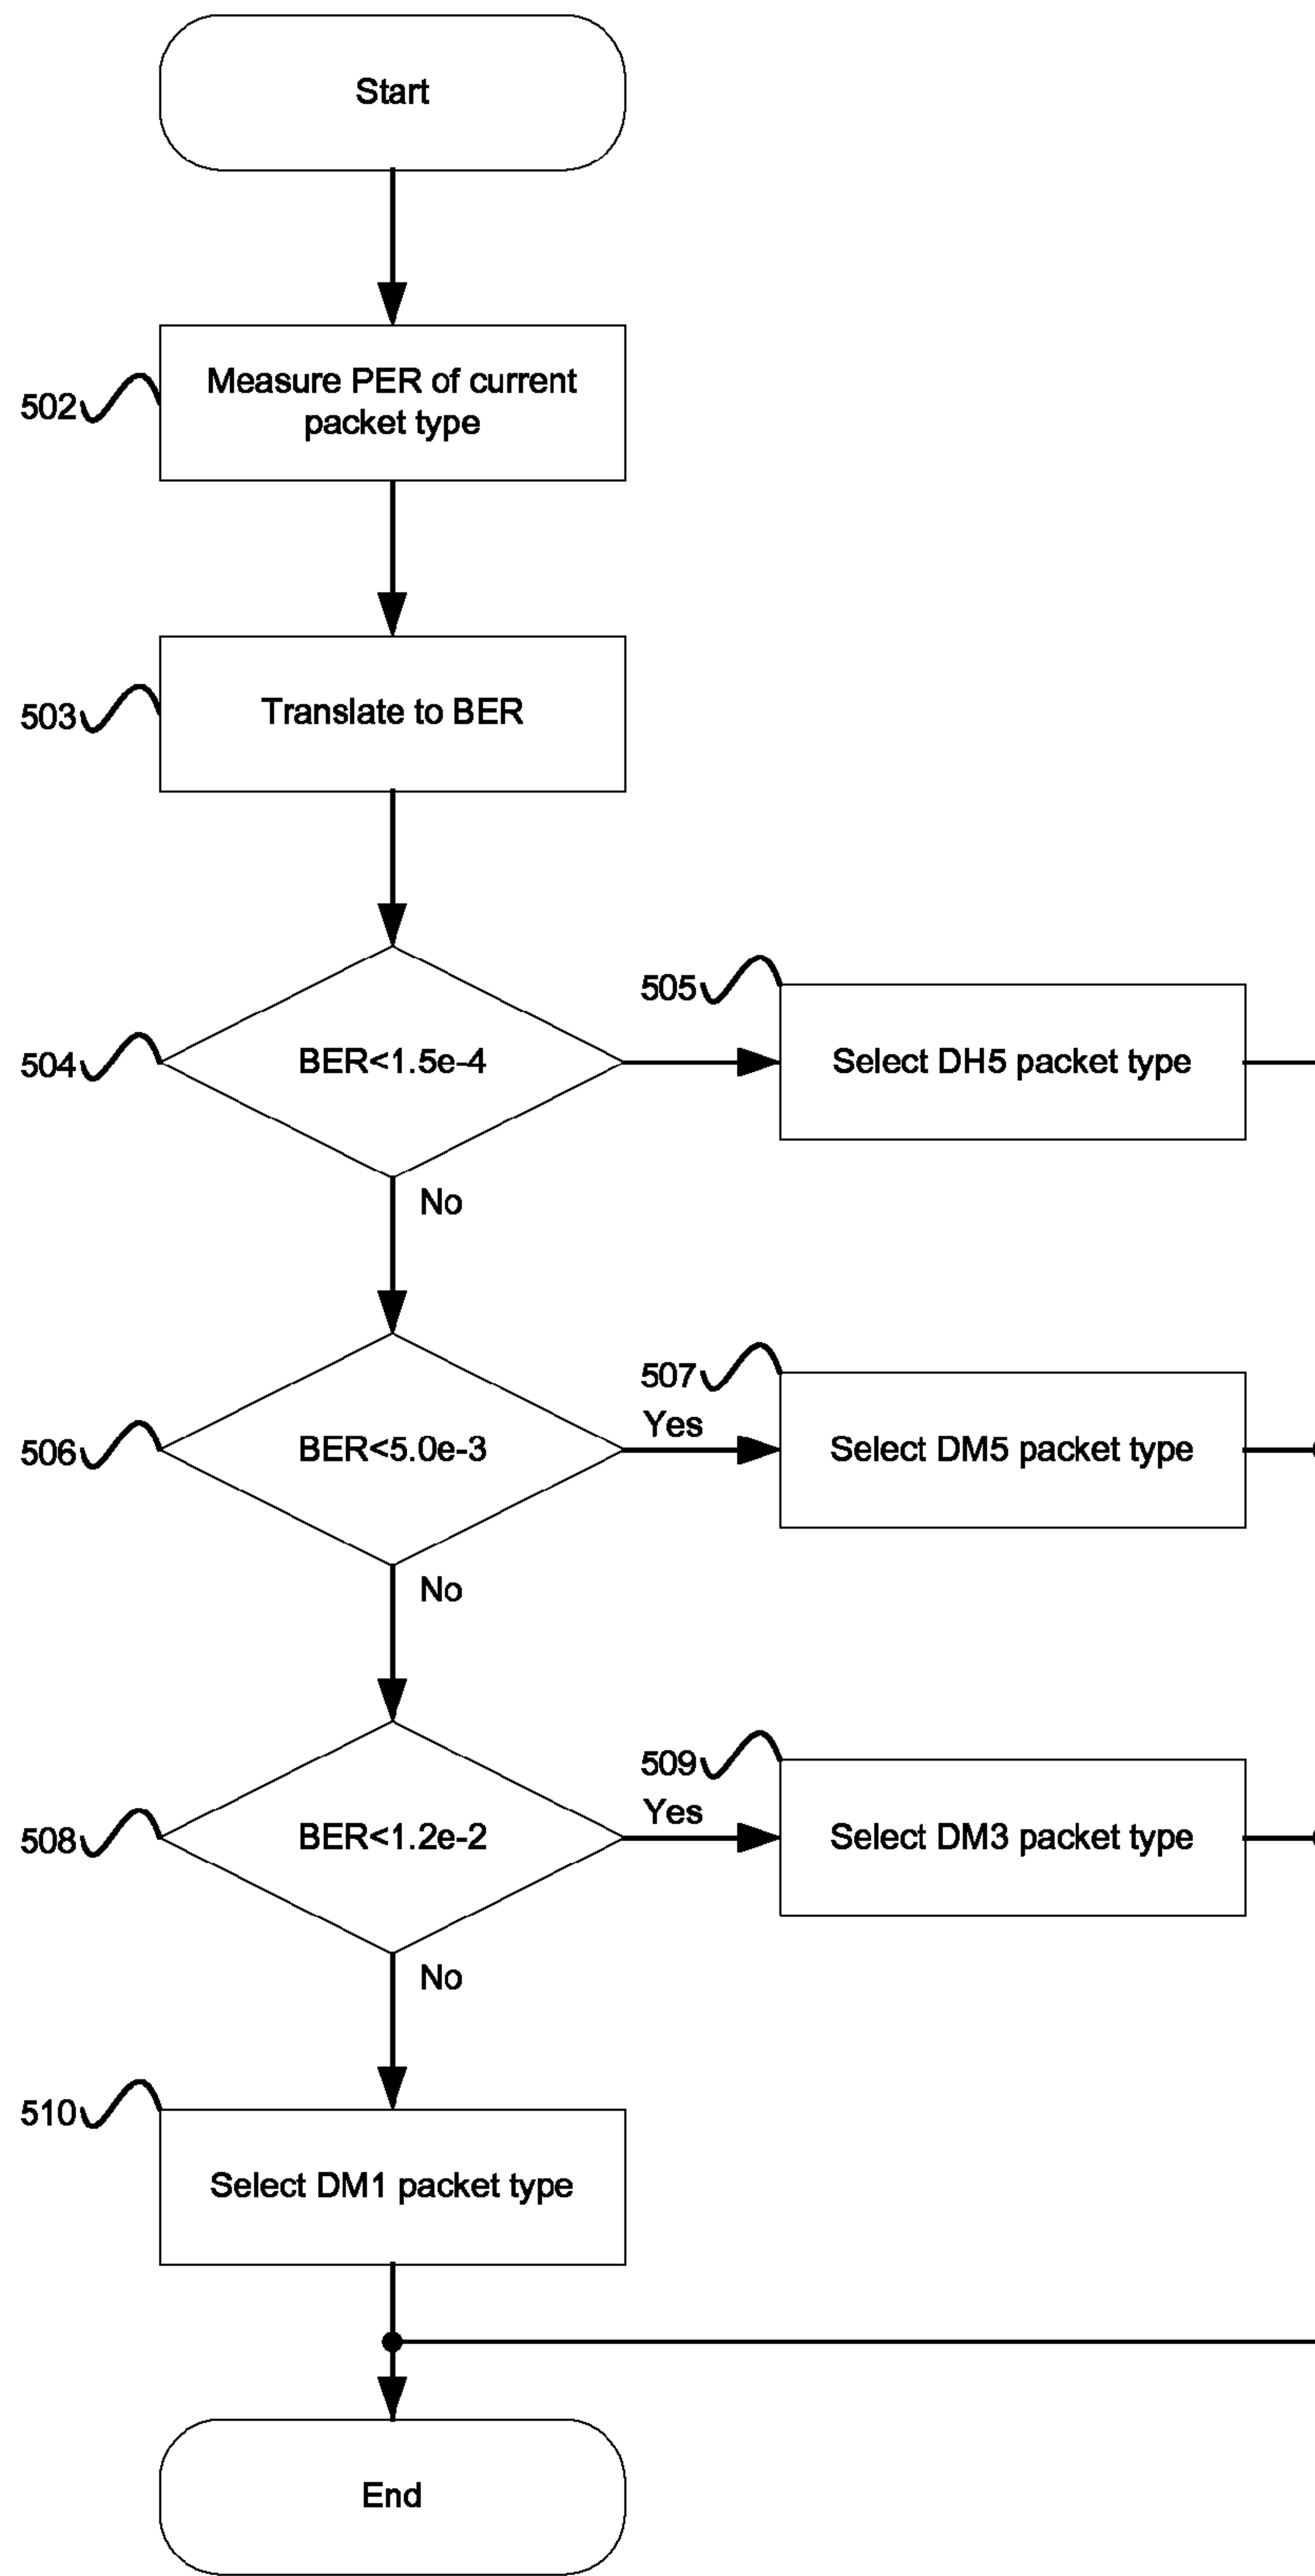 Start
502
Measure PER of current
packet type
503
Translate to BER
504
BER<1.5e-4
505
Select DH5 packet type
No
506
BER<5.0e-3
507
Yes
Select DM5 packet type
No
508
BER<1.2e-2
509
Yes
Select DM3 packet type
No
510
Select DM1 packet type
End